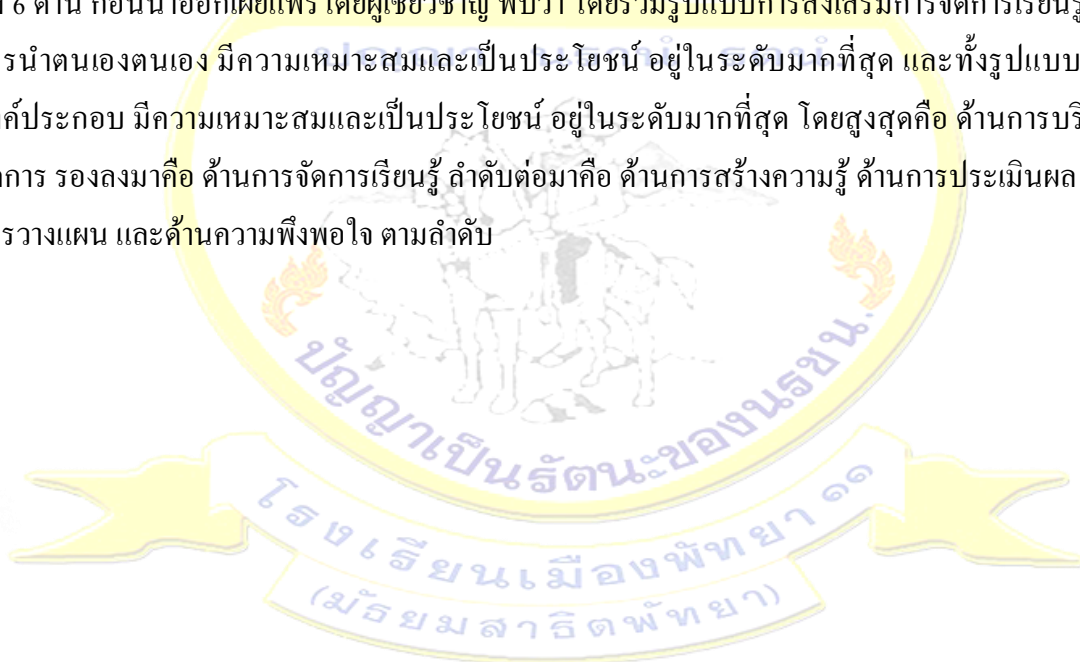 6 ด้าน ก่อนนำออกเผยแพร่โดยผู้เชี่ยวชาญ พบว่า โดยรวมรูปแบบการส่งเสริมการจัดการเรียนรู้
รนำตนเองตนเอง มีความเหมาะสมและเป็นประโยชน์ อยู่ในระดับมากที่สุด และทั้งรูปแบบ
ค์ประกอบ มีความเหมาะสมและเป็นประโยชน์ อยู่ในระดับมากที่สุด โดยสูงสุดคือ ด้านการบริ
การ รองลงมาคือ ด้านการจัดการเรียนรู้ ลำดับต่อมาคือ ด้านการสร้างความรู้ ด้านการประเมินผล
รวางแผน และด้านความพึงพอใจ ตามลำดับ
ปัญญาเป็นรัตนะของนรชน.
โรงเรียนเมืองพัทยา ๑๑
(มัธยมสาธิตพัทยา)